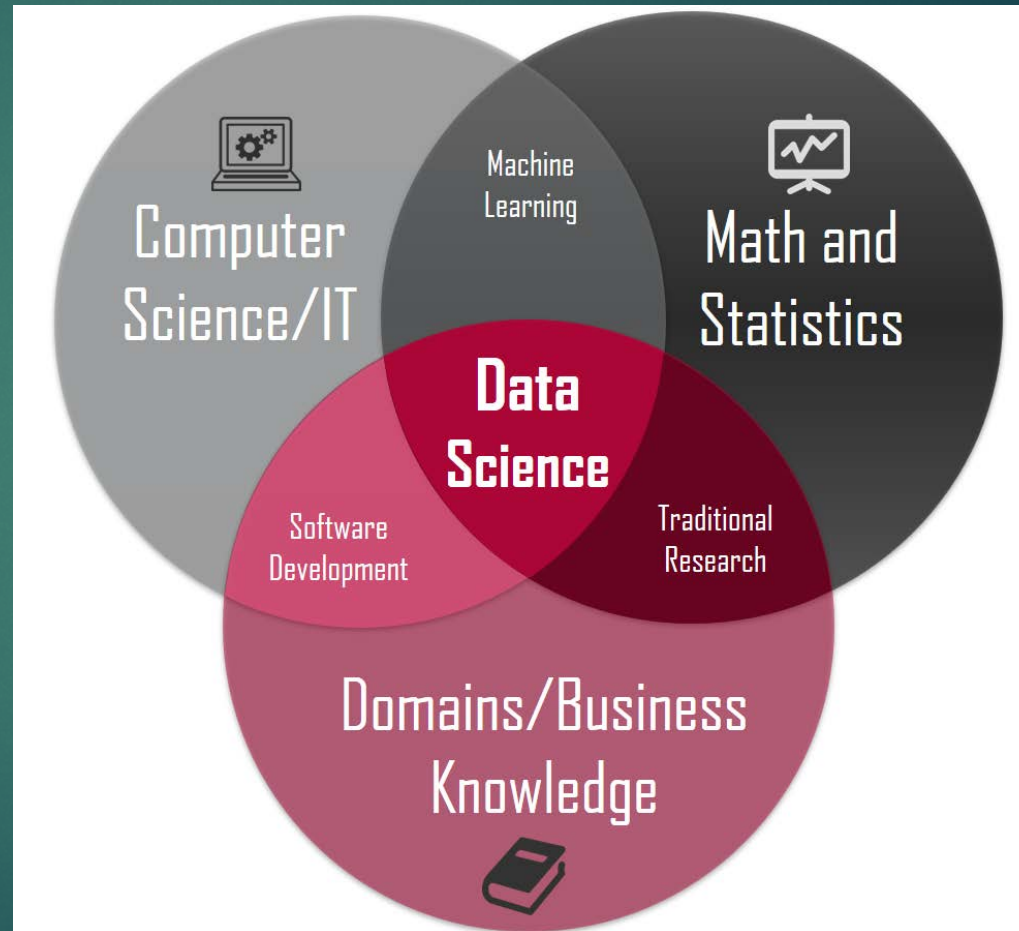 Machine
Learning
Computer
Science/IT
Math and
Statistics
Data
Science
Software
Development
Traditional
Research
Domains/Business
Knowledge